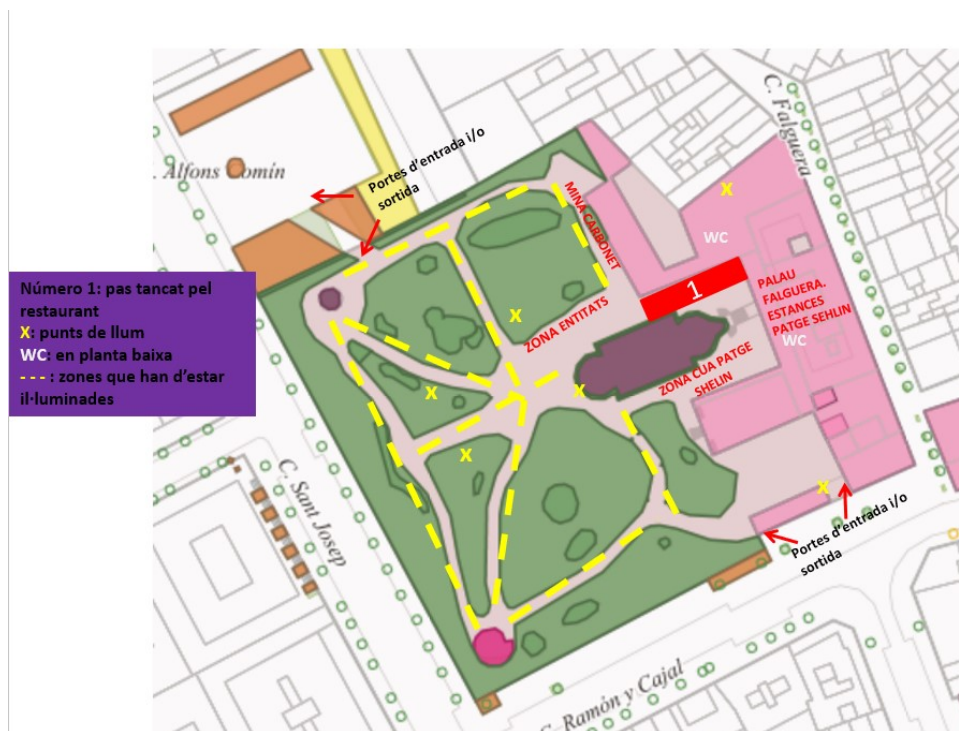 C. Falguera
. Alfons Comín
Portes d'entrada i/o
sortida
MINA CARBONET
X
WC
Número 1: pas tancat pel
restaurant
X: punts de llum
WC: en planta baixa
---: zones que han d'estar
il·luminades
1
PALAU
FALGUERA.
ESTANCES
PATGE SEHLIN
WC
ZONA ENTITATS
X
ZONA CUA PATGE
SHELIN
X
X
X
C. Sant Josep
X
Portes d'entrada i/o
sortida
C. Ramón y Cajal